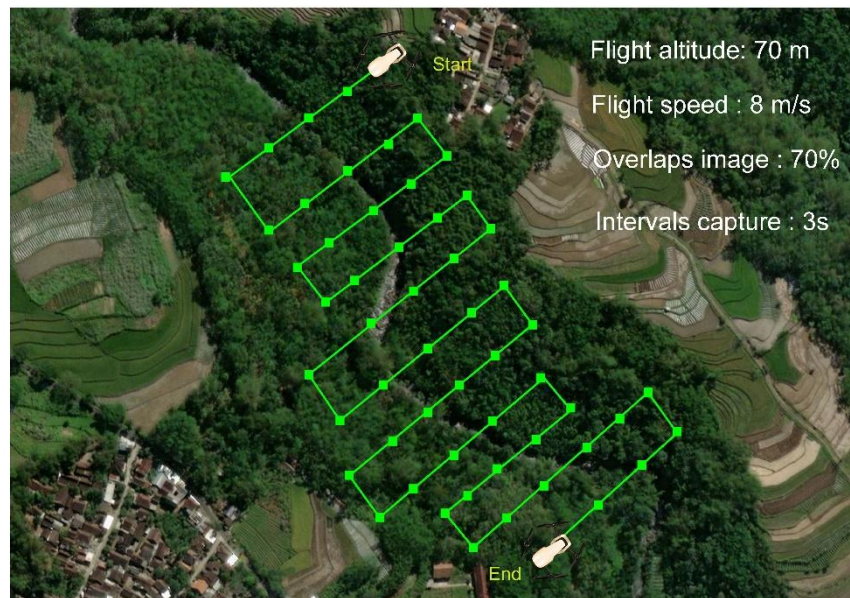 Flight altitude: 70 m
Start
Flight speed : 8 m/s
Overlaps image : 70%
Intervals capture : 3s
End